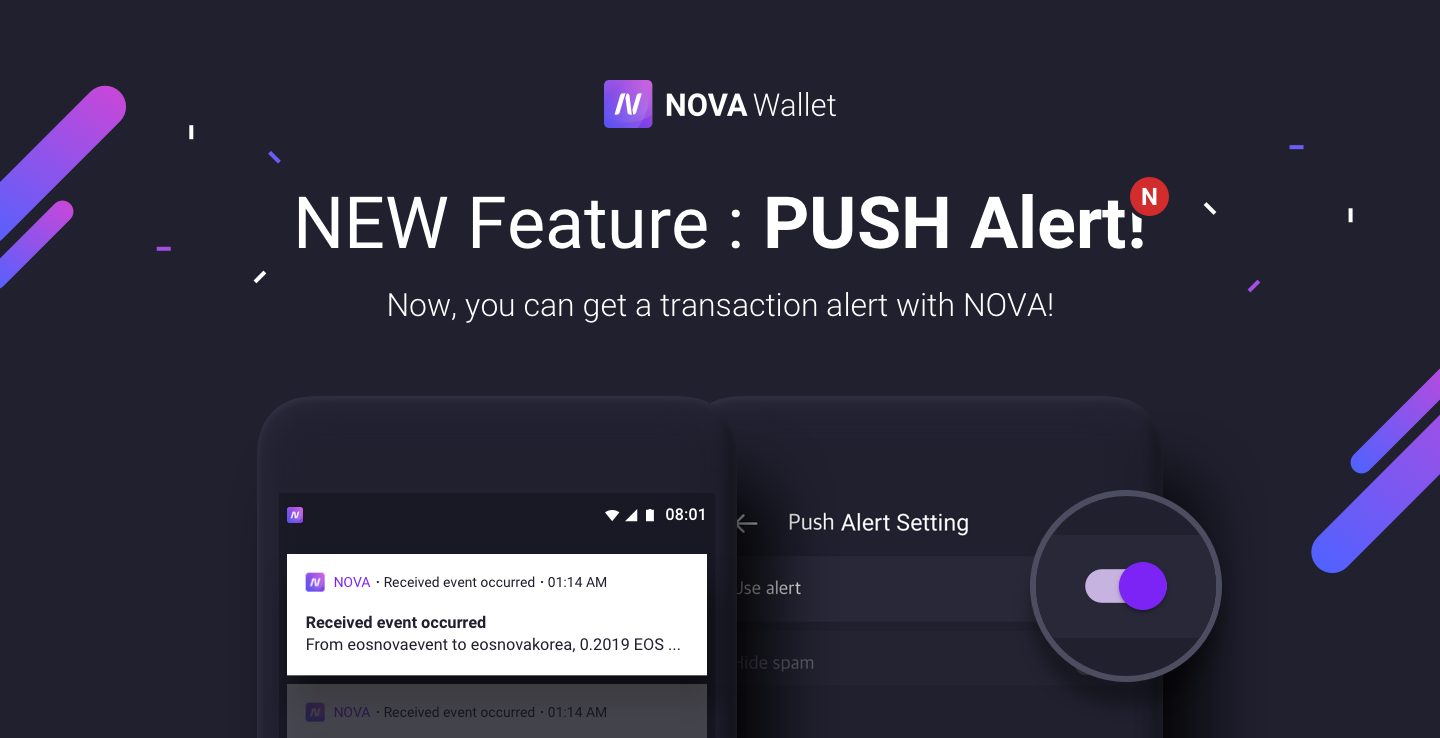 NOVA Wallet
NEW Feature : PUSH Alert!
N
Now, you can get a transaction alert with NOVA!
08:01
NOVA · Received event occurred · 01:14 AM
Received event occurred
From eosnovaevent to eosnovakorea, 0.2019 EOS ...
NOVA · Received event occurred · 01:14 AM
Push Alert Setting
Use alert
Hide spam